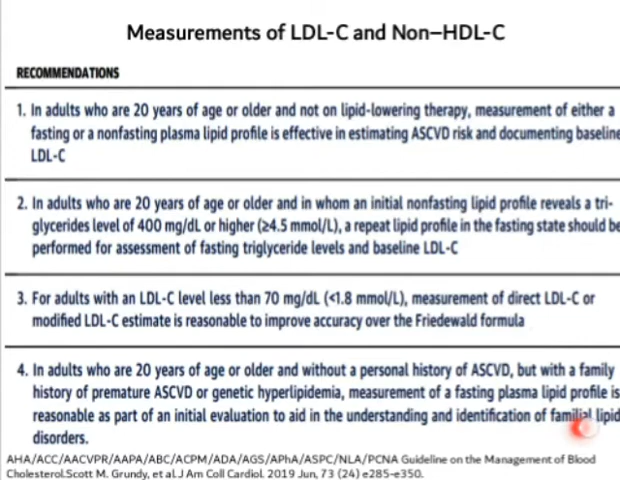 Measurements of LDL-C and Non–HDL-C
RECOMMENDATIONS
1. In adults who are 20 years of age or older and not on lipid-lowering therapy, measurement of either a
fasting or a nonfasting plasma lipid profile is effective in estimating ASCVD risk and documenting baseline
LDL-C
2. In adults who are 20 years of age or older and in whom an initial nonfasting lipid profile reveals a tri-
glycerides level of 400 mg/dL or higher (≥4.5 mmol/L), a repeat lipid profile in the fasting state should be
performed for assessment of fasting triglyceride levels and baseline LDL-C
3. For adults with an LDL-C level less than 70 mg/dL (<1.8 mmol/L), measurement of direct LDL-C or
modified LDL-C estimate is reasonable to improve accuracy over the Friedewald formula
4. In adults who are 20 years of age or older and without a personal history of ASCVD, but with a family
history of premature ASCVD or genetic hyperlipidemia, measurement of a fasting plasma lipid profile is
reasonable as part of an initial evaluation to aid in the understanding and identification of familial lipid
disorders.
AHA/ACC/AACVPR/AAPA/ABC/ACPM/ADA/AGS/APhA/ASPC/NLA/PCNA Guideline on the Management of Blood
Cholesterol.Scott M. Grundy, et al.J Am Coll Cardiol. 2019 Jun, 73 (24) e285-e350.